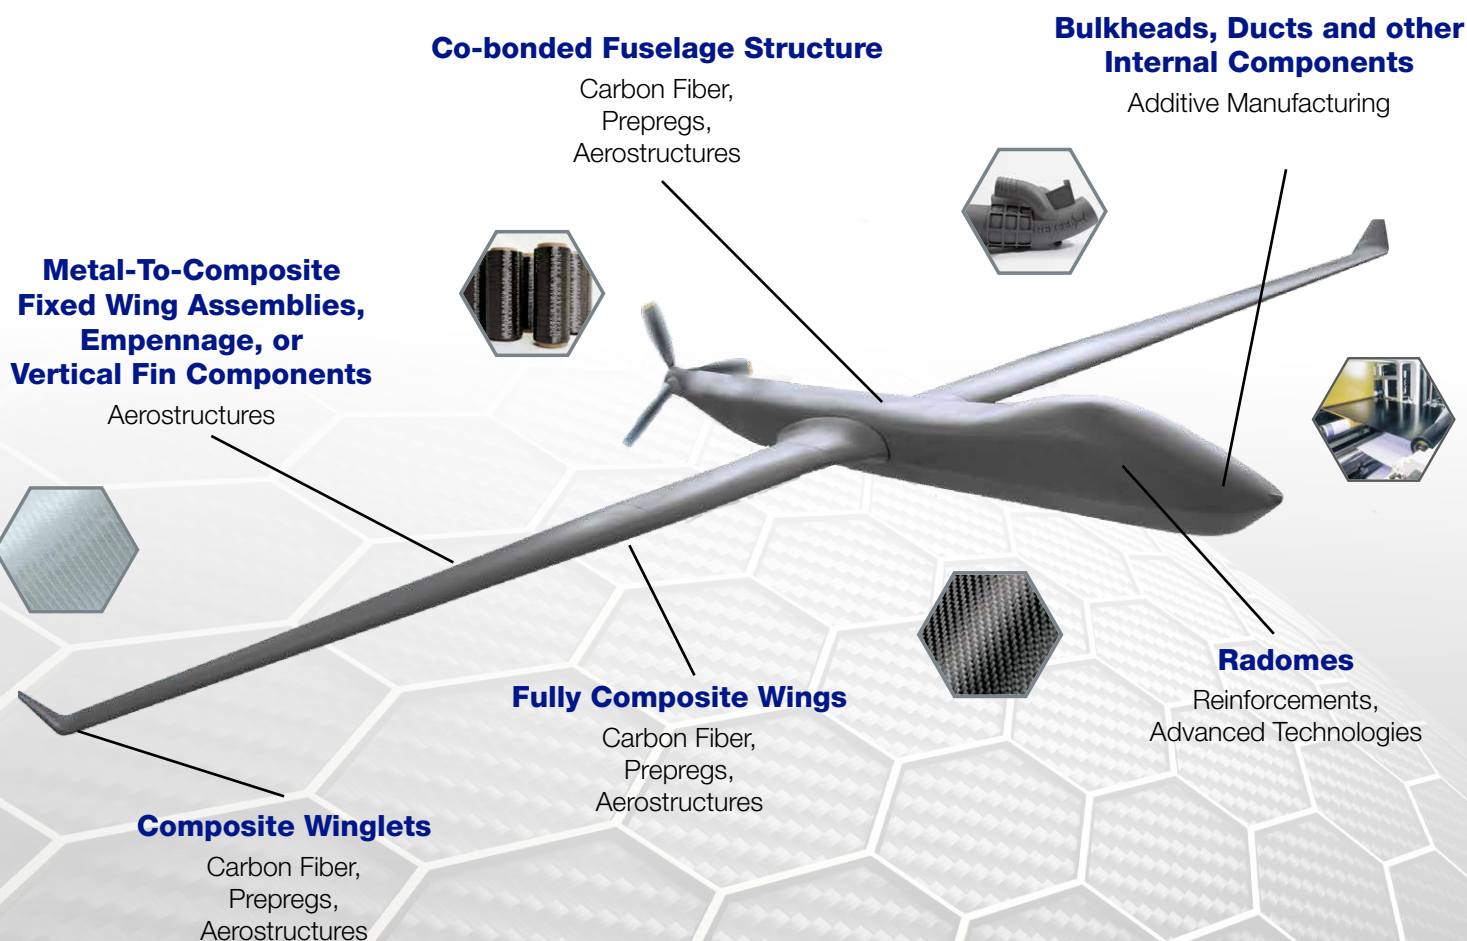 Co-bonded Fuselage Structure
Carbon Fiber,
Prepregs,
Aerostructures
Bulkheads, Ducts and other
Internal Components
Additive Manufacturing
HEXCEL
Metal-To-Composite
Fixed Wing Assemblies,
Empennage, or
Vertical Fin Components
Aerostructures
Radomes
Reinforcements,
Advanced Technologies
Fully Composite Wings
Carbon Fiber,
Prepregs,
Aerostructures
Composite Winglets
Carbon Fiber,
Prepregs,
Aerostructures